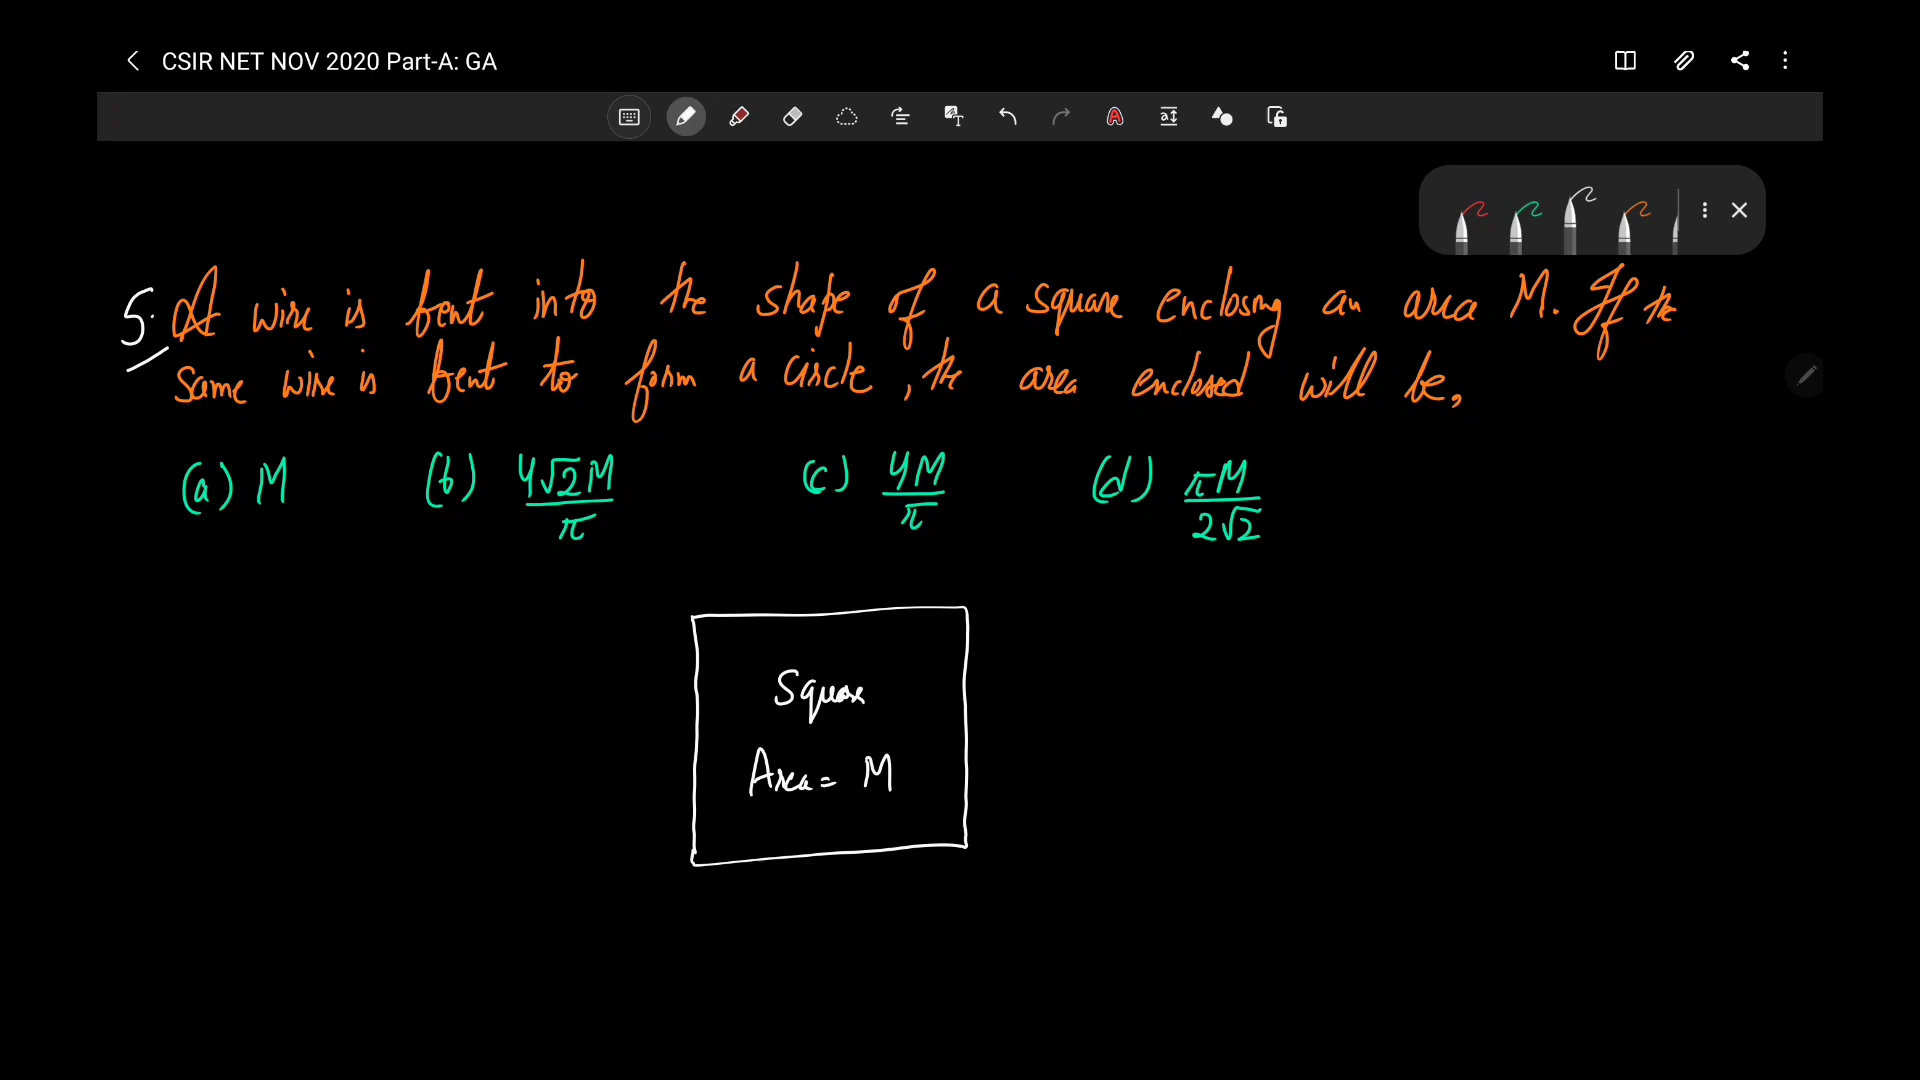 CSIR NET NOV 2020 Part-A: GA
5. A wire is bent into the shape of a square enclosing an area M. If the
same wire is bent to form a circle, the area enclosed will be,
(a) M (b) 4√2M/π (c) 4M/π (d) πM/2√2
Square
Area = M